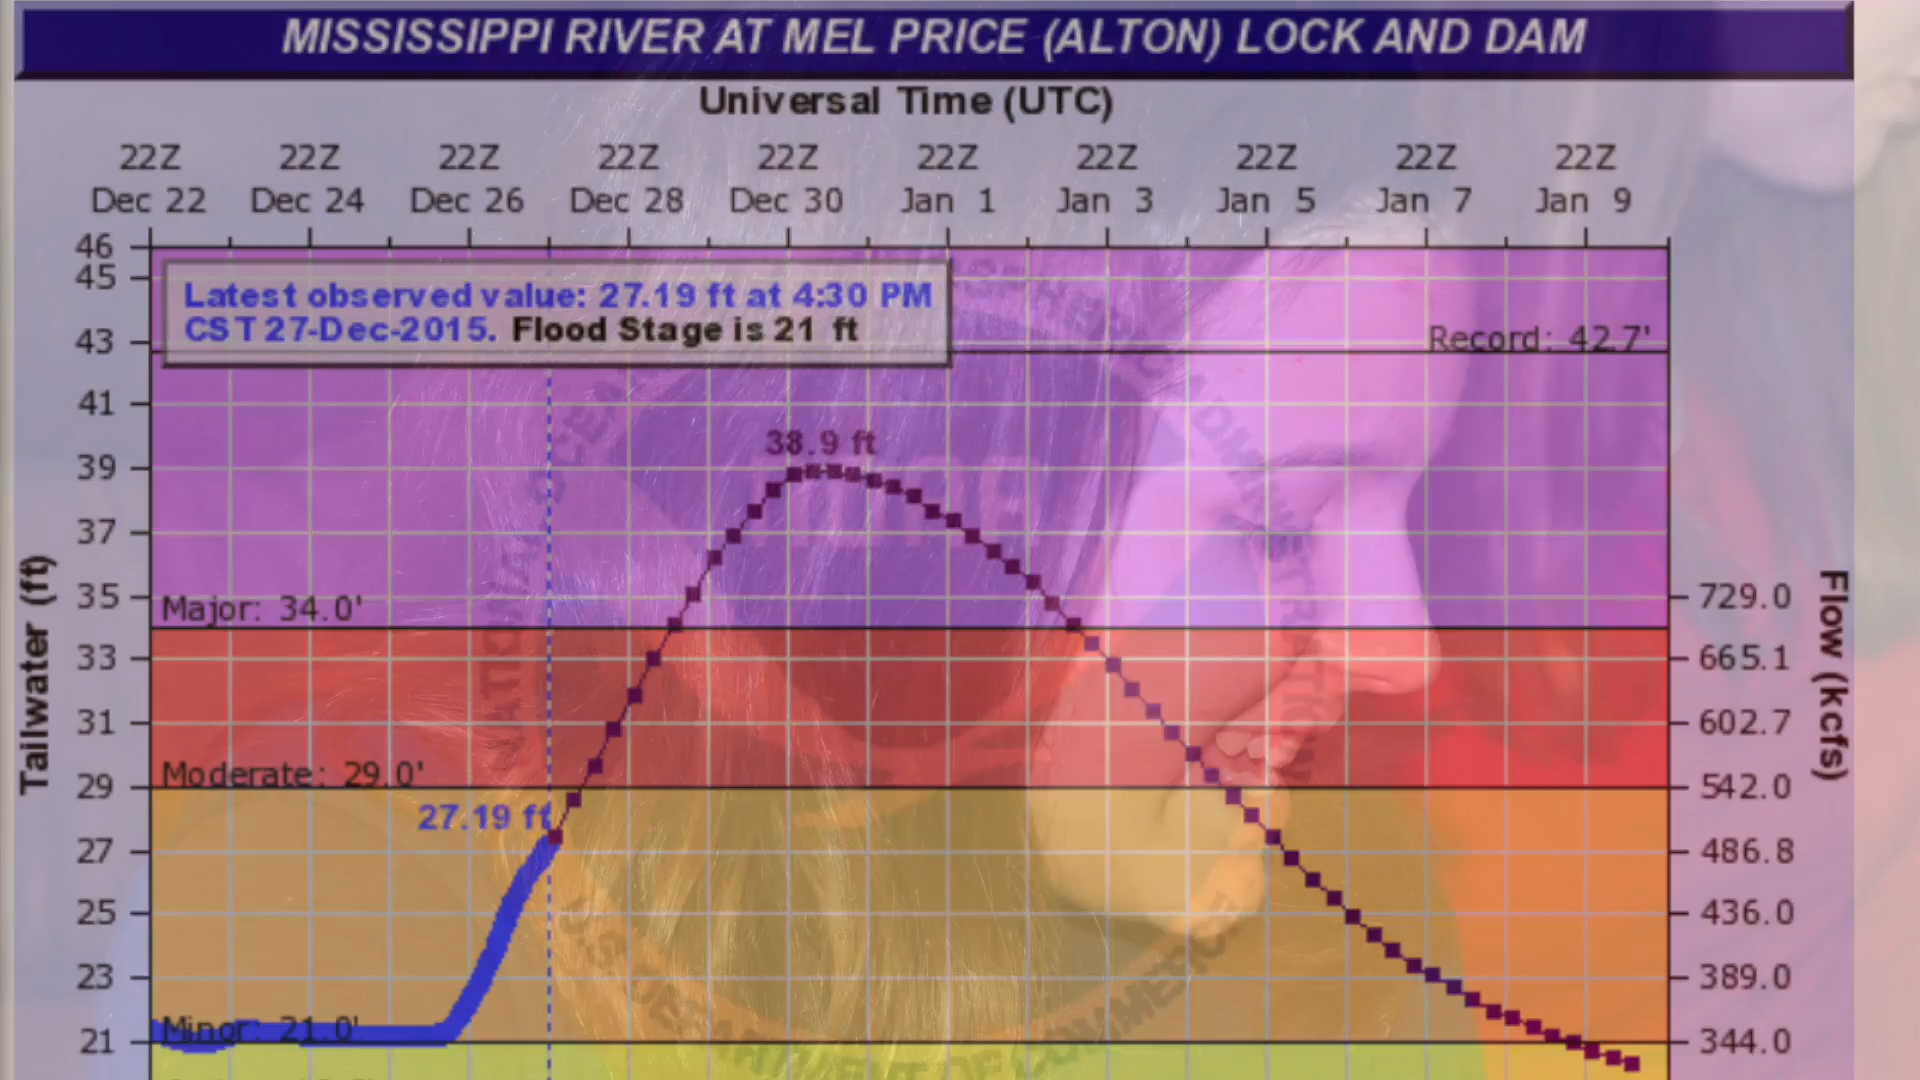 MISSISSIPPI RIVER AT MEL PRICE (ALTON) LOCK AND DAM
Universal Time (UTC)
22Z 22Z 22Z 22Z 22Z 22Z 22Z 22Z 22Z 22Z
Dec 22 Dec 24 Dec 26 Dec 28 Dec 30 Jan 1 Jan 3 Jan 5 Jan 7 Jan 9
46
45
Latest observed value: 27.19 ft at 4:30 PM
CST 27-Dec-2015. Flood Stage is 21 ft
43
Record: 42.7'
41
38.9 ft
39
37
35
Major: 34.0'
729.0
33
665.1
31
602.7
Moderate: 29.0'
29
542.0
27.19 ft
27
486.8
25
436.0
23
389.0
Minor: 21.0'
21
344.0
Tailwater (ft)
Flow (kcfs)
U.S. DEPARTMENT OF COMMERCE